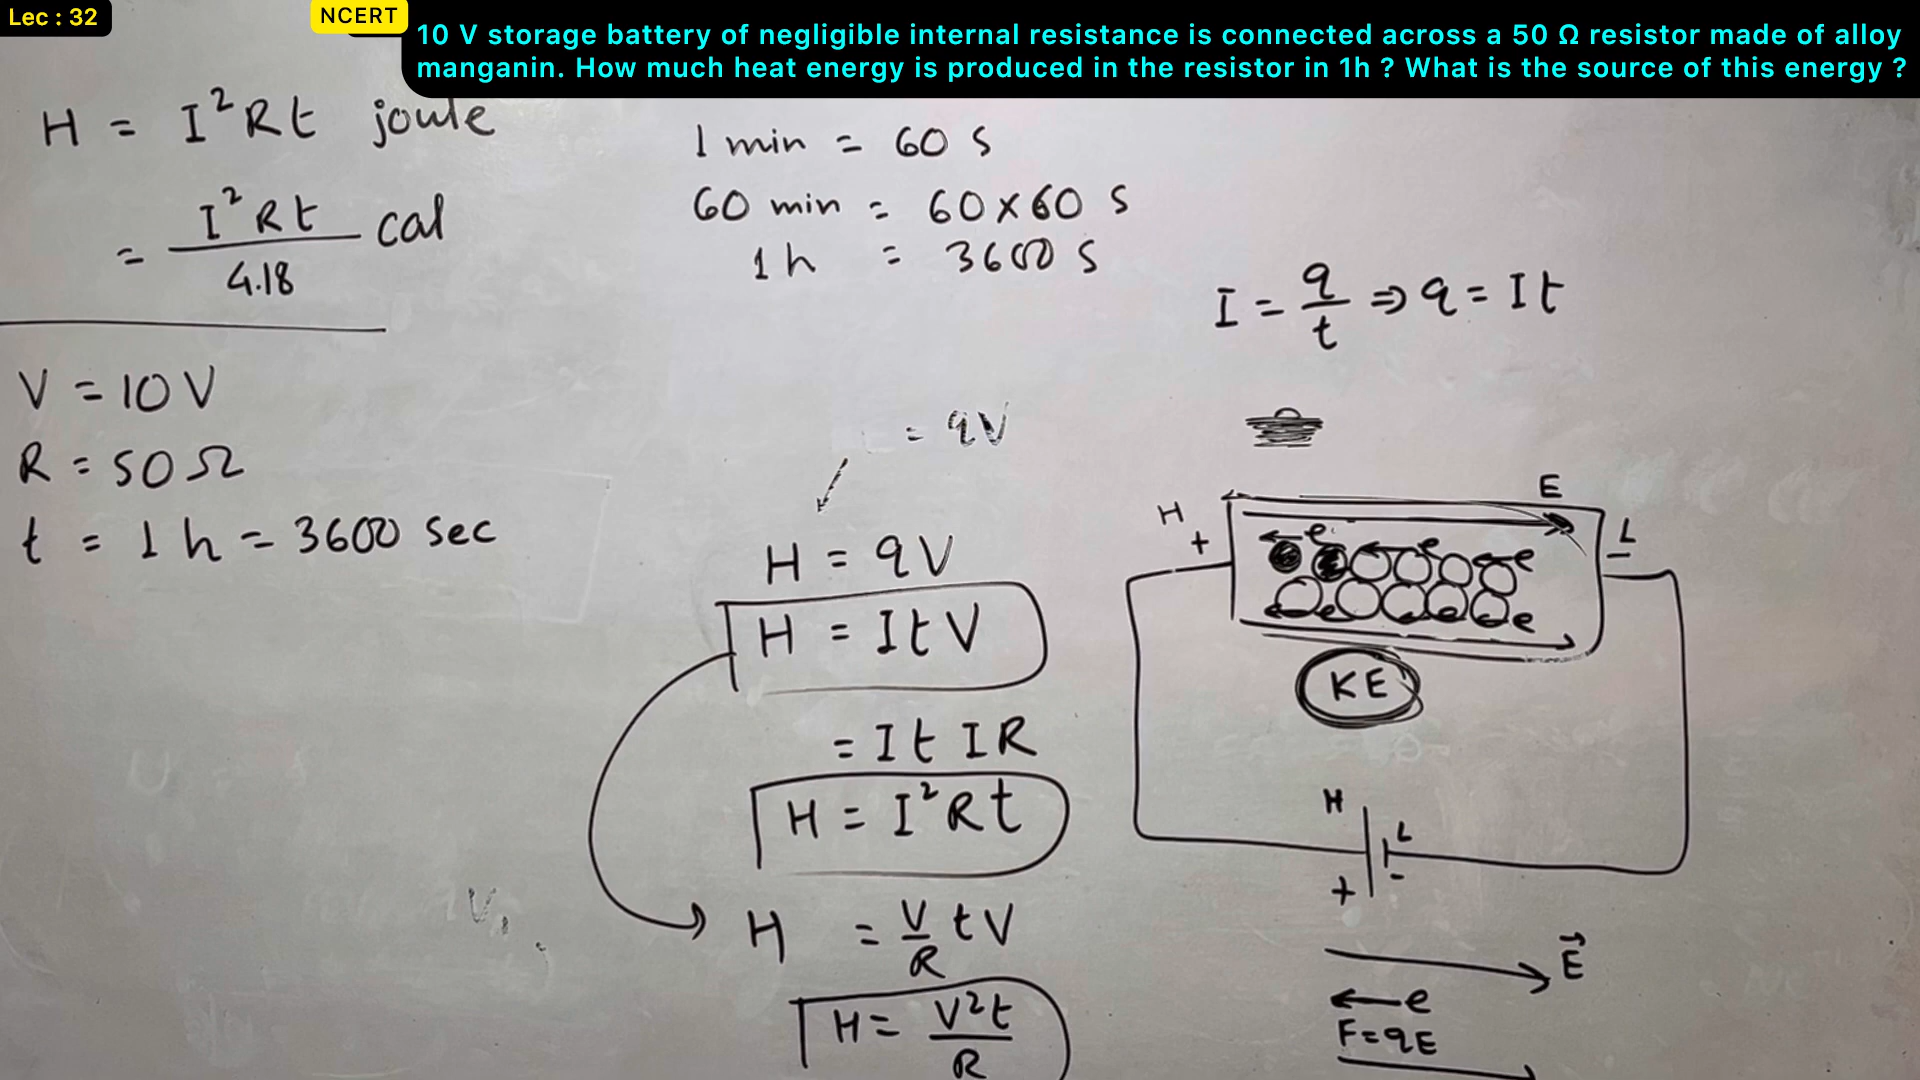 Lec : 32
NCERT
10 V storage battery of negligible internal resistance is connected across a 50 Ω resistor made of alloy
manganin. How much heat energy is produced in the resistor in 1h ? What is the source of this energy ?
H = I²Rt joule
= I²Rt / 4.18 cal
V = 10V
R = 50Ω
t = 1 h = 3600 sec
1 min = 60 s
60 min = 60×60 s
1 h = 3600 s
= qV
H = qV
H = ItV
= It IR
H = I²Rt
H = V/R tV
H = V²t / R
I = q/t ⇒ q = It
E
H
+
L
−
e
e
e
e
e
e
e
KE
H
L
+
-
E⃗
e
F=qE